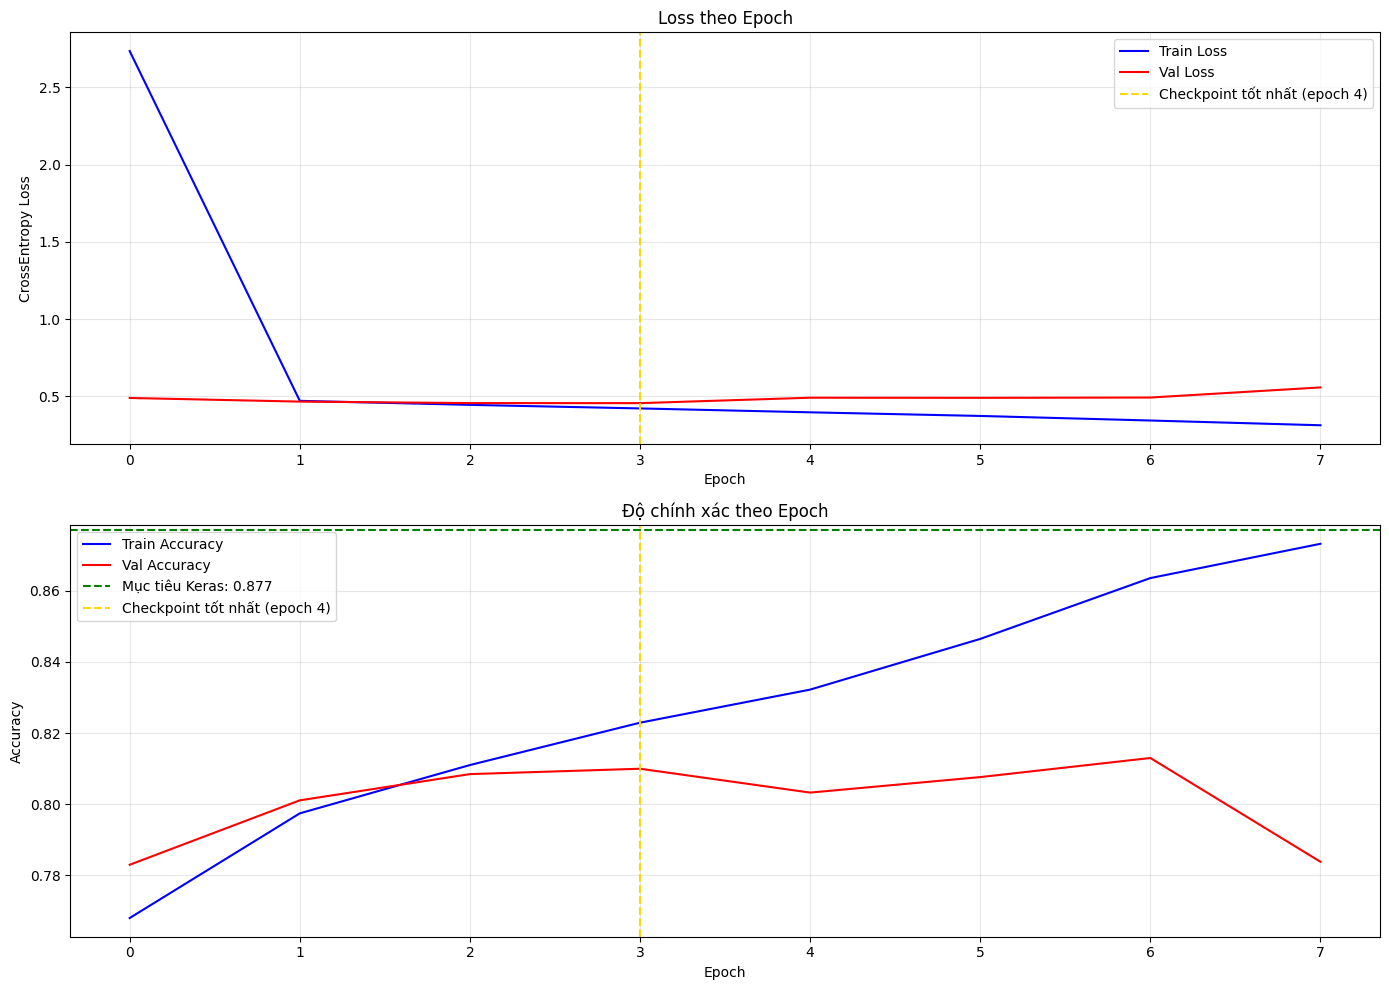 Loss theo Epoch
Train Loss
Val Loss
Checkpoint tốt nhất (epoch 4)
CrossEntropy Loss
2.5
2.0
1.5
1.0
0.5
0 1 2 3 4 5 6 7
Epoch
Độ chính xác theo Epoch
Train Accuracy
Val Accuracy
Mục tiêu Keras: 0.877
Checkpoint tốt nhất (epoch 4)
Accuracy
0.86
0.84
0.82
0.80
0.78
0 1 2 3 4 5 6 7
Epoch